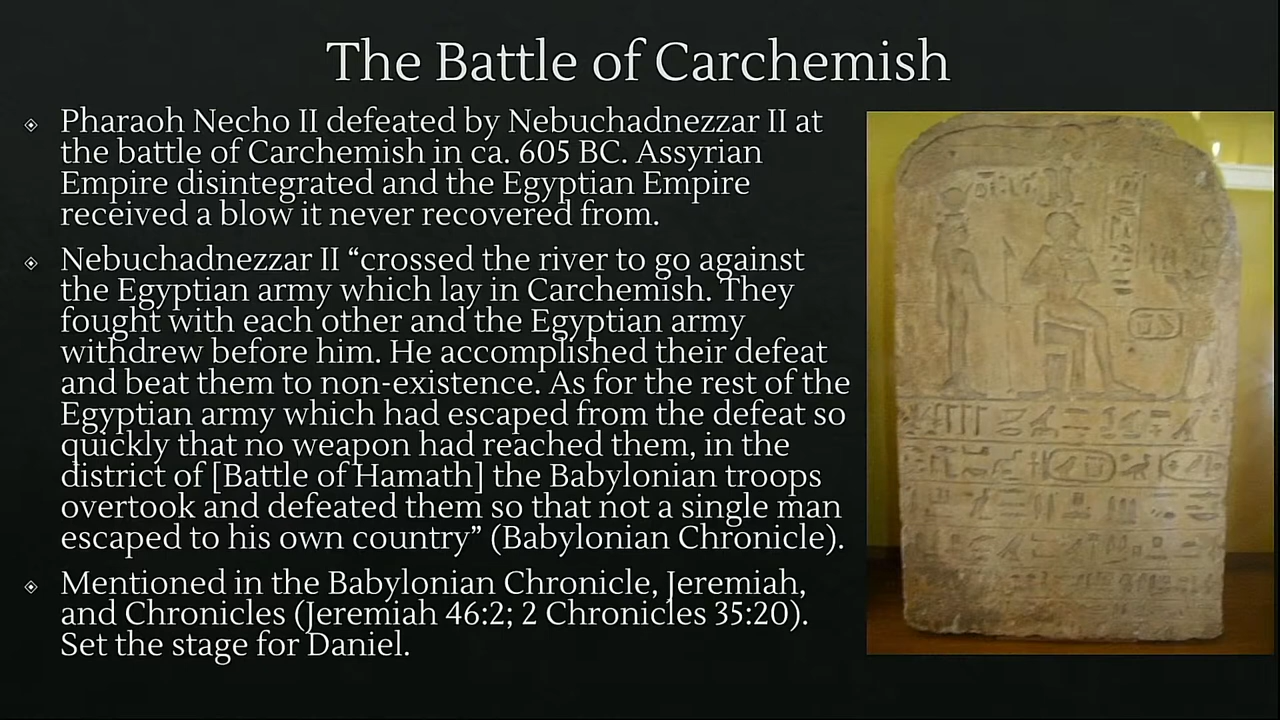 The Battle of Carchemish
Pharaoh Necho II defeated by Nebuchadnezzar II at
the battle of Carchemish in ca. 605 BC. Assyrian
Empire disintegrated and the Egyptian Empire
received a blow it never recovered from.
Nebuchadnezzar II “crossed the river to go against
the Egyptian army which lay in Carchemish. They
fought with each other and the Egyptian army
withdrew before him. He accomplished their defeat
and beat them to non-existence. As for the rest of the
Egyptian army which had escaped from the defeat so
quickly that no weapon had reached them, in the
district of [Battle of Hamath] the Babylonian troops
overtook and defeated them so that not a single man
escaped to his own country” (Babylonian Chronicle).
Mentioned in the Babylonian Chronicle, Jeremiah,
and Chronicles (Jeremiah 46:2; 2 Chronicles 35:20).
Set the stage for Daniel.